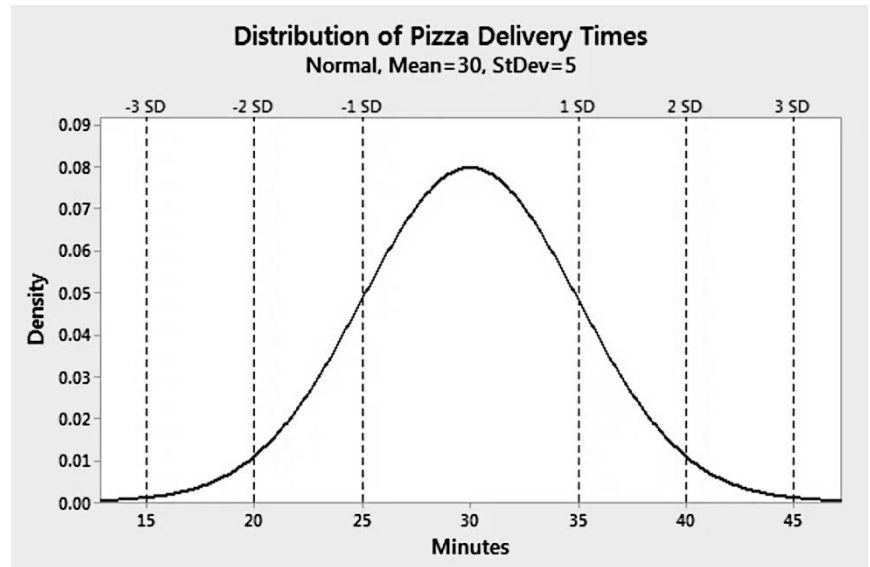 Distribution of Pizza Delivery Times
Normal, Mean=30, StDev=5
-3 SD -2 SD -1 SD 1 SD 2 SD 3 SD
0.09
0.08
0.07
0.06
0.05
0.04
0.03
0.02
0.01
0.00
Density
15 20 25 30 35 40 45
Minutes